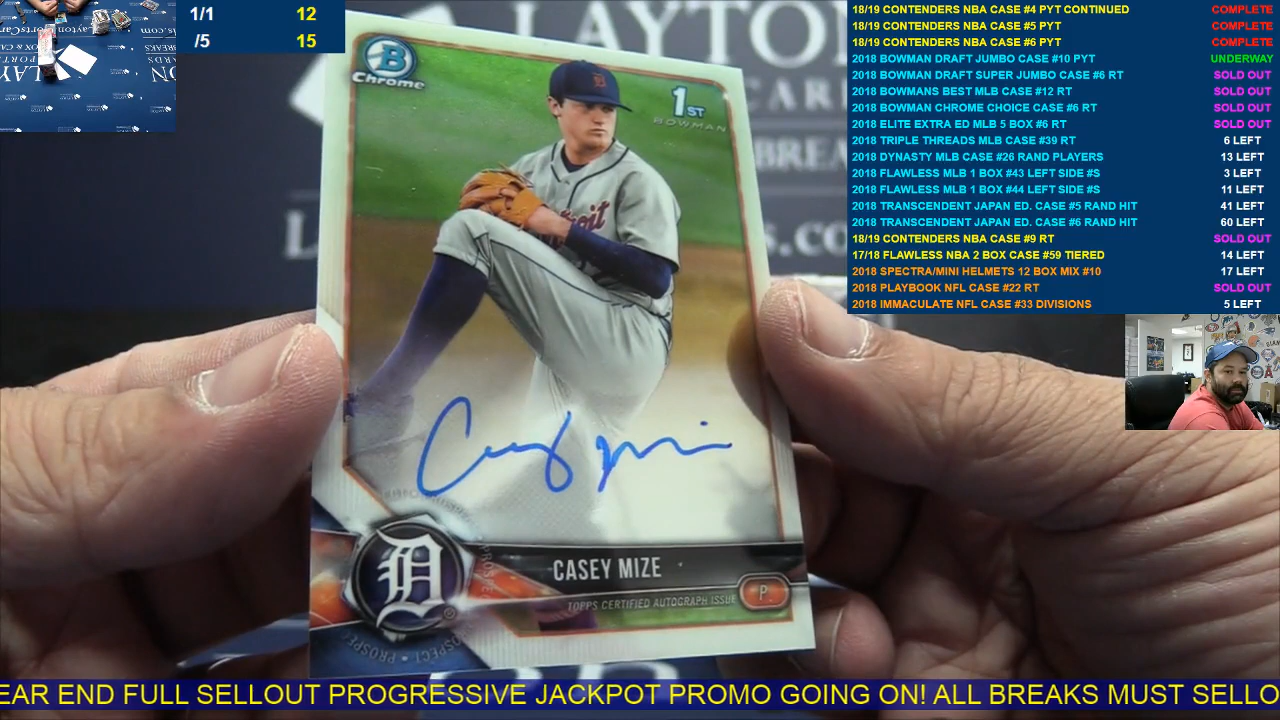 1/1 12
/5 15
LAYTON
CAR
BREA
L
s.co
B
Chrome
1ST
BOWMAN
Detroit
D
Casey Mize
D
CASEY MIZE
P
TOPPS CERTIFIED AUTOGRAPH ISSUE
PROSPECT
18/19 CONTENDERS NBA CASE #4 PYT CONTINUED COMPLETE
18/19 CONTENDERS NBA CASE #5 PYT COMPLETE
18/19 CONTENDERS NBA CASE #6 PYT COMPLETE
2018 BOWMAN DRAFT JUMBO CASE #10 PYT UNDERWAY
2018 BOWMAN DRAFT SUPER JUMBO CASE #6 RT SOLD OUT
2018 BOWMANS BEST MLB CASE #12 RT SOLD OUT
2018 BOWMAN CHROME CHOICE CASE #6 RT SOLD OUT
2018 ELITE EXTRA ED MLB 5 BOX #6 RT SOLD OUT
2018 TRIPLE THREADS MLB CASE #39 RT 6 LEFT
2018 DYNASTY MLB CASE #26 RAND PLAYERS 13 LEFT
2018 FLAWLESS MLB 1 BOX #43 LEFT SIDE #S 3 LEFT
2018 FLAWLESS MLB 1 BOX #44 LEFT SIDE #S 11 LEFT
2018 TRANSCENDENT JAPAN ED. CASE #5 RAND HIT 41 LEFT
2018 TRANSCENDENT JAPAN ED. CASE #6 RAND HIT 60 LEFT
18/19 CONTENDERS NBA CASE #9 RT SOLD OUT
17/18 FLAWLESS NBA 2 BOX CASE #59 TIERED 14 LEFT
2018 SPECTRA/MINI HELMETS 12 BOX MIX #10 17 LEFT
2018 PLAYBOOK NFL CASE #22 RT SOLD OUT
2018 IMMACULATE NFL CASE #33 DIVISIONS 5 LEFT
EAR END FULL SELLOUT PROGRESSIVE JACKPOT PROMO GOING ON! ALL BREAKS MUST SELLO